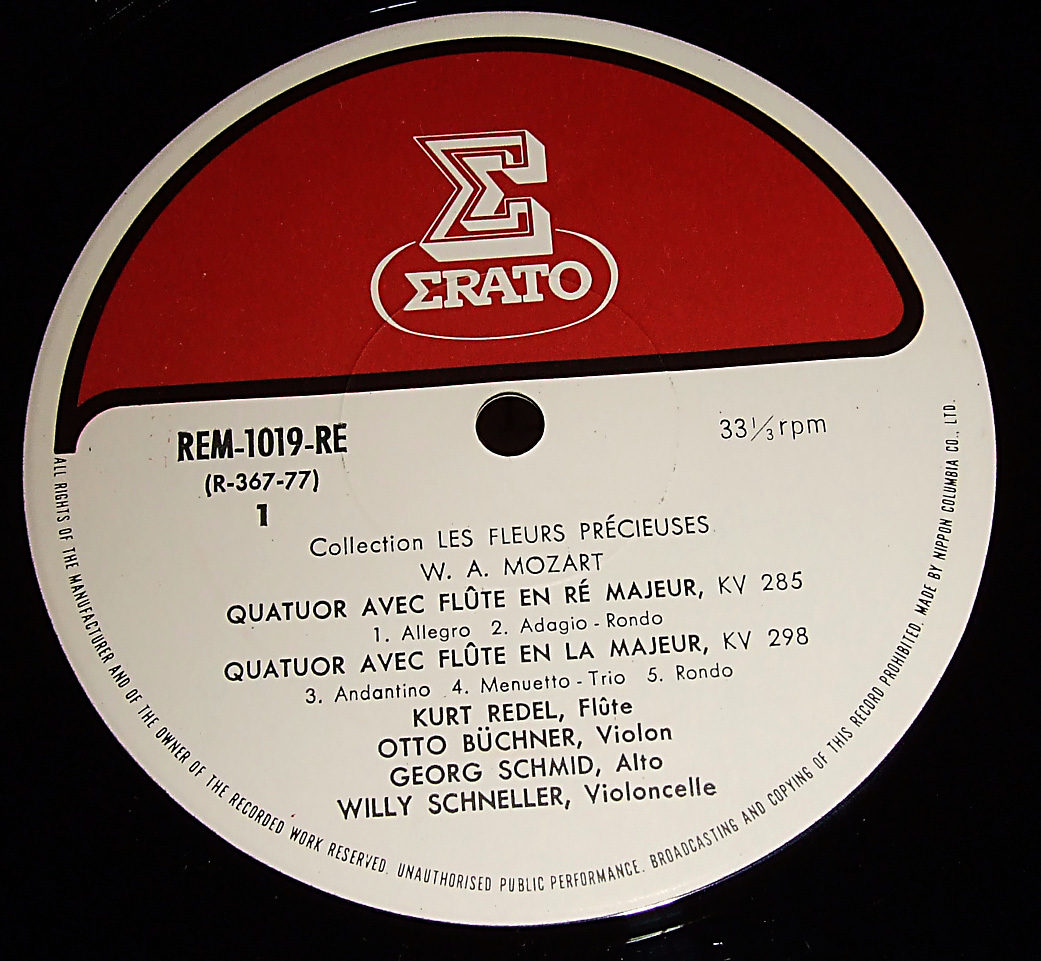 Σ
ΣRATO
REM-1019-RE
33 1/3 rpm
(R-367-77)
1
Collection LES FLEURS PRÉCIEUSES
W. A. MOZART
QUATUOR AVEC FLÛTE EN RÉ MAJEUR, KV 285
1. Allegro 2. Adagio - Rondo
QUATUOR AVEC FLÛTE EN LA MAJEUR, KV 298
3. Andantino 4. Menuetto - Trio 5. Rondo
KURT REDEL, Flûte
OTTO BÜCHNER, Violon
GEORG SCHMID, Alto
WILLY SCHNELLER, Violoncelle
ALL RIGHTS OF THE MANUFACTURER AND OF THE OWNER OF THE RECORDED WORK RESERVED. UNAUTHORISED PUBLIC PERFORMANCE. BROADCASTING AND COPYING OF THIS RECORD PROHIBITED. MADE BY NIPPON COLUMBIA CO., LTD.